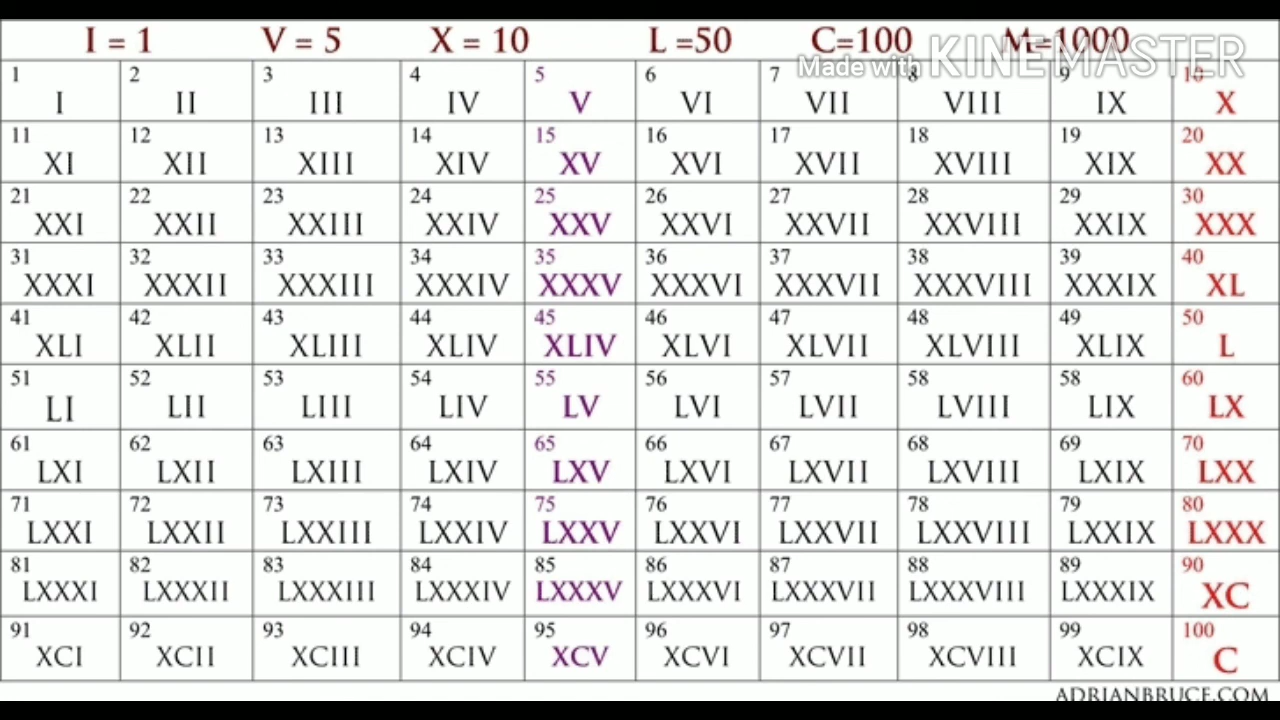 I = 1 V = 5 X = 10 L =50 C=100 M=1000
Made with KINEMASTER
1 2 3 4 5 6 7 8 9 10
I II III IV V VI VII VIII IX X
11 12 13 14 15 16 17 18 19 20
XI XII XIII XIV XV XVI XVII XVIII XIX XX
21 22 23 24 25 26 27 28 29 30
XXI XXII XXIII XXIV XXV XXVI XXVII XXVIII XXIX XXX
31 32 33 34 35 36 37 38 39 40
XXXI XXXII XXXIII XXXIV XXXV XXXVI XXXVII XXXVIII XXXIX XL
41 42 43 44 45 46 47 48 49 50
XLI XLII XLIII XLIV XLIV XLVI XLVII XLVIII XLIX L
51 52 53 54 55 56 57 58 58 60
LI LII LIII LIV LV LVI LVII LVIII LIX LX
61 62 63 64 65 66 67 68 69 70
LXI LXII LXIII LXIV LXV LXVI LXVII LXVIII LXIX LXX
71 72 73 74 75 76 77 78 79 80
LXXI LXXII LXXIII LXXIV LXXV LXXVI LXXVII LXXVIII LXXIX LXXX
81 82 83 84 85 86 87 88 89 90
LXXXI LXXXII LXXXIII LXXXIV LXXXV LXXXVI LXXXVII LXXXVIII LXXXIX XC
91 92 93 94 95 96 97 98 99 100
XCI XCII XCIII XCIV XCV XCVI XCVII XCVIII XCIX C
ADRIANBRUCE.COM